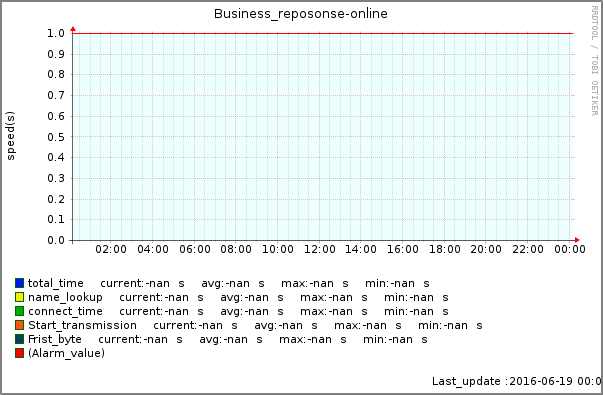 Business_reposonse-online
RRDTOOL / TOBI OETIKER
speed(s)
1.0
0.9
0.8
0.7
0.6
0.5
0.4
0.3
0.2
0.1
0.0
02:00 04:00 06:00 08:00 10:00 12:00 14:00 16:00 18:00 20:00 22:00 00:00
total_time current:-nan s avg:-nan s max:-nan s min:-nan s
name_lookup current:-nan s avg:-nan s max:-nan s min:-nan s
connect_time current:-nan s avg:-nan s max:-nan s min:-nan s
Start_transmission current:-nan s avg:-nan s max:-nan s min:-nan s
Frist_byte current:-nan s avg:-nan s max:-nan s min:-nan s
(Alarm_value)
Last_update :2016-06-19 00:0